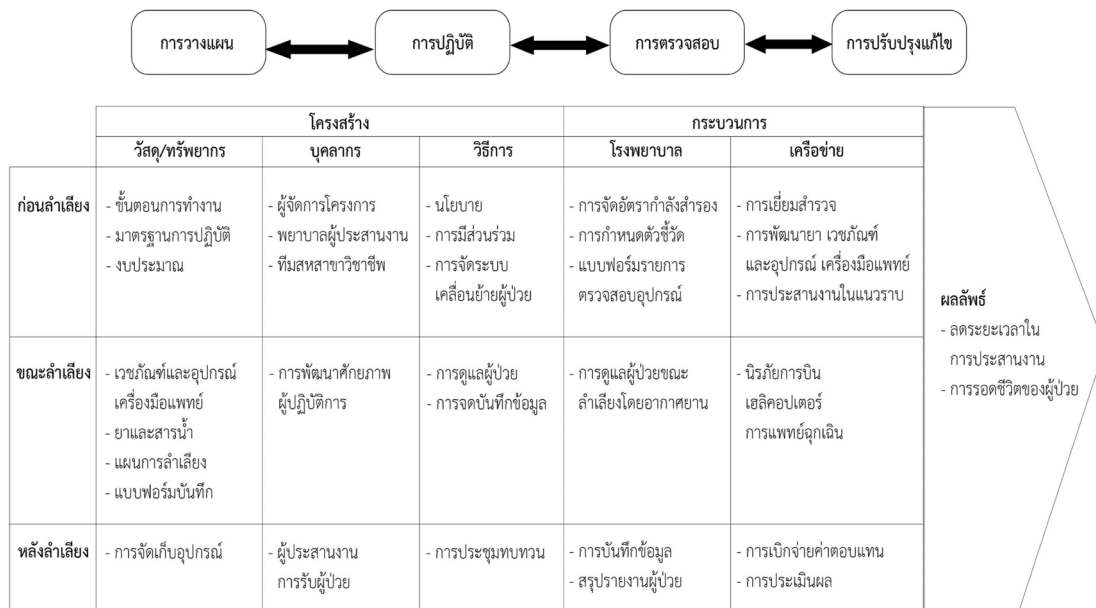 การวางแผน
การปฏิบัติ
การตรวจสอบ
การปรับปรุงแก้ไข
โครงสร้าง
กระบวนการ
วัสดุ/ทรัพยากร
บุคลากร
วิธีการ
โรงพยาบาล
เครือข่าย
ก่อนลำเลียง
- ขั้นตอนการทำงาน
- มาตรฐานการปฏิบัติ
- งบประมาณ
- ผู้จัดการโครงการ
- พยาบาลผู้ประสานงาน
- ทีมสหสาขาวิชาชีพ
- นโยบาย
- การมีส่วนร่วม
- การจัดระบบ
เคลื่อนย้ายผู้ป่วย
- การจัดอัตรากำลังสำรอง
- การกำหนดตัวชี้วัด
- แบบฟอร์มรายการ
ตรวจสอบอุปกรณ์
- การเยี่ยมสำรวจ
- การพัฒนายา เวชภัณฑ์
และอุปกรณ์ เครื่องมือแพทย์
- การประสานงานในแนวราบ
ขณะลำเลียง
- เวชภัณฑ์และอุปกรณ์
เครื่องมือแพทย์
- ยาและสารน้ำ
- แผนการลำเลียง
- แบบฟอร์มบันทึก
- การพัฒนาศักยภาพ
ผู้ปฏิบัติการ
- การดูแลผู้ป่วย
- การจดบันทึกข้อมูล
- การดูแลผู้ป่วยขณะ
ลำเลียงโดยอากาศยาน
- นิรภัยการบิน
เฮลิคอปเตอร์
การแพทย์ฉุกเฉิน
หลังลำเลียง
- การจัดเก็บอุปกรณ์
- ผู้ประสานงาน
การรับผู้ป่วย
- การประชุมทบทวน
- การบันทึกข้อมูล
- สรุปรายงานผู้ป่วย
- การเบิกจ่ายค่าตอบแทน
- การประเมินผล
ผลลัพธ์
- ลดระยะเวลาใน
การประสานงาน
- การรอดชีวิตของผู้ป่วย